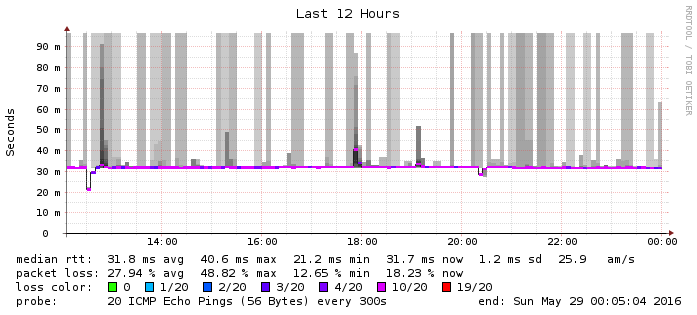 Last 12 Hours
RRDTOOL / TOBI OETIKER
Seconds
90 m
80 m
70 m
60 m
50 m
40 m
30 m
20 m
10 m
0
14:00 16:00 18:00 20:00 22:00 00:00
median rtt: 31.8 ms avg 40.6 ms max 21.2 ms min 31.7 ms now 1.2 ms sd 25.9 am/s
packet loss: 27.94 % avg 48.82 % max 12.65 % min 18.23 % now
loss color: 0 1/20 2/20 3/20 4/20 10/20 19/20
probe: 20 ICMP Echo Pings (56 Bytes) every 300s end: Sun May 29 00:05:04 2016